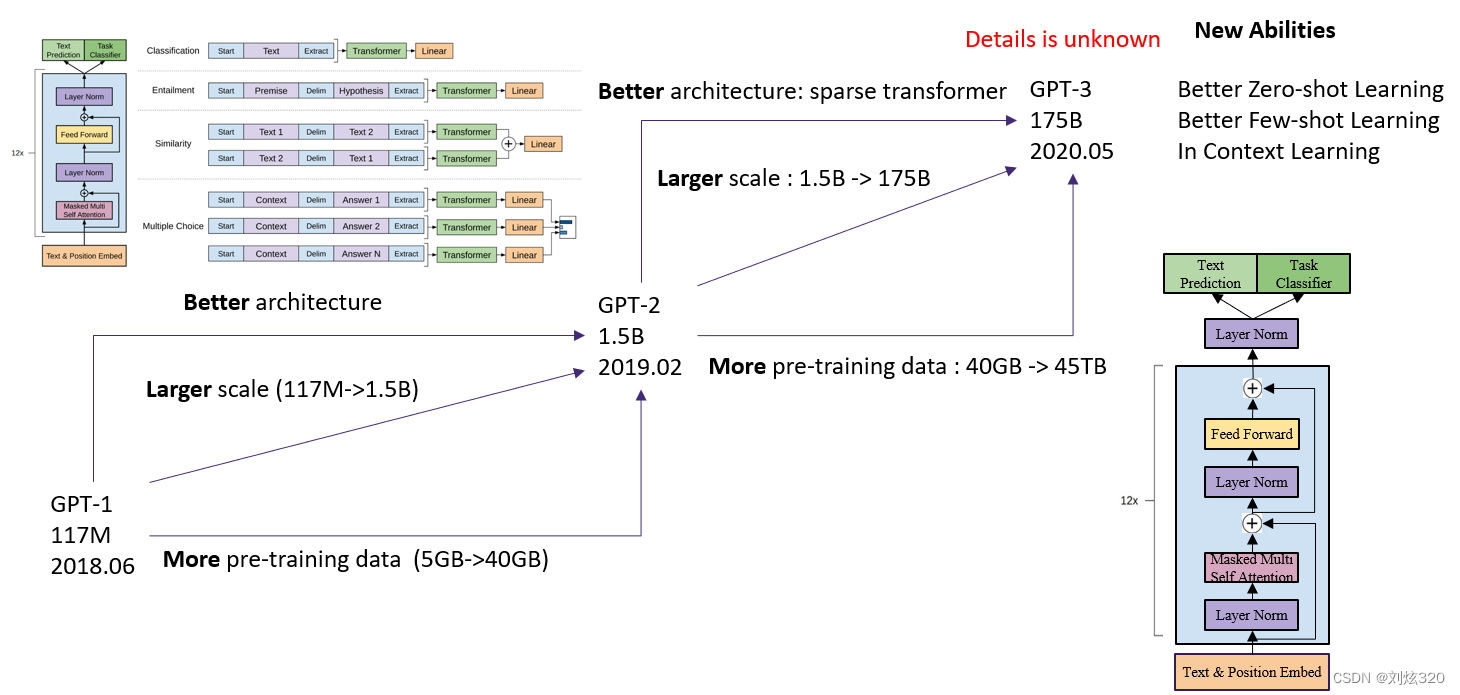 Text Prediction
Task Classifier
Layer Norm
Feed Forward
12x
Layer Norm
Masked Multi
Self Attention
Text & Position Embed
Classification
Start Text Extract Transformer Linear
Entailment
Start Premise Delim Hypothesis Extract Transformer Linear
Similarity
Start Text 1 Delim Text 2 Extract Transformer
+ Linear
Start Text 2 Delim Text 1 Extract Transformer
Multiple Choice
Start Context Delim Answer 1 Extract Transformer Linear
Start Context Delim Answer 2 Extract Transformer Linear
Start Context Delim Answer N Extract Transformer Linear
Details is unknown
New Abilities
Better architecture: sparse transformer
GPT-3
175B
2020.05
Better Zero-shot Learning
Better Few-shot Learning
In Context Learning
Larger scale : 1.5B -> 175B
Better architecture
GPT-2
1.5B
2019.02
More pre-training data : 40GB -> 45TB
Larger scale (117M->1.5B)
GPT-1
117M
2018.06
More pre-training data (5GB->40GB)
Text
Prediction
Task
Classifier
Layer Norm
+
Feed Forward
Layer Norm
12x
+
Masked Multi
Self Attention
Layer Norm
Text & Position Embed
CSDN @刘炫320